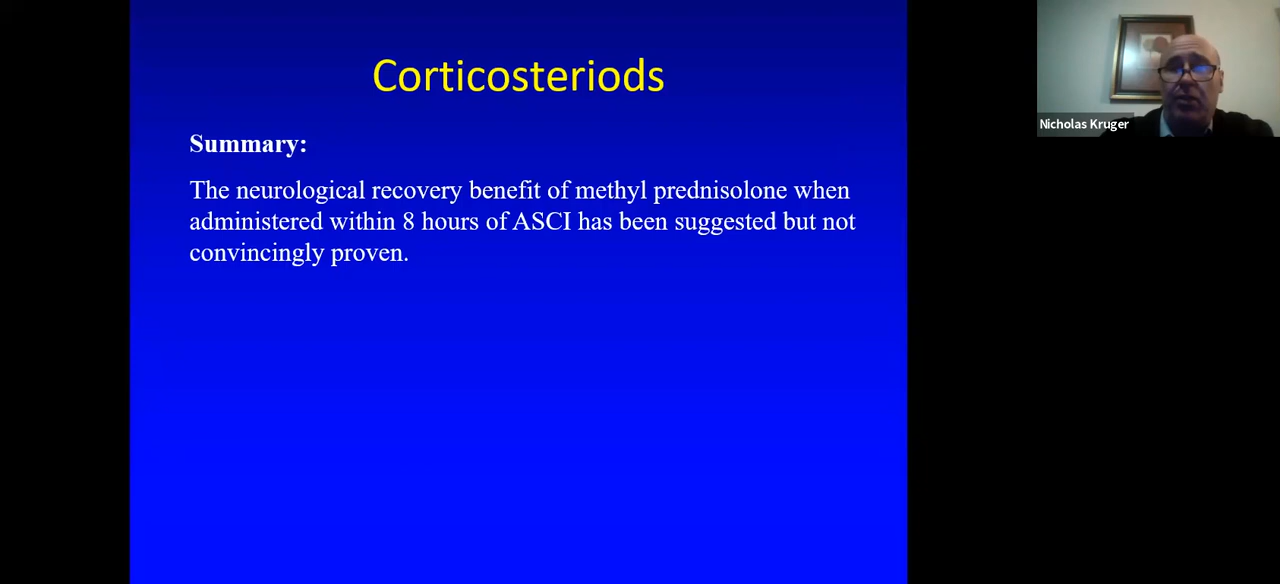 Corticosteriods
Summary:
The neurological recovery benefit of methyl prednisolone when
administered within 8 hours of ASCI has been suggested but not
convincingly proven.
Nicholas Kruger